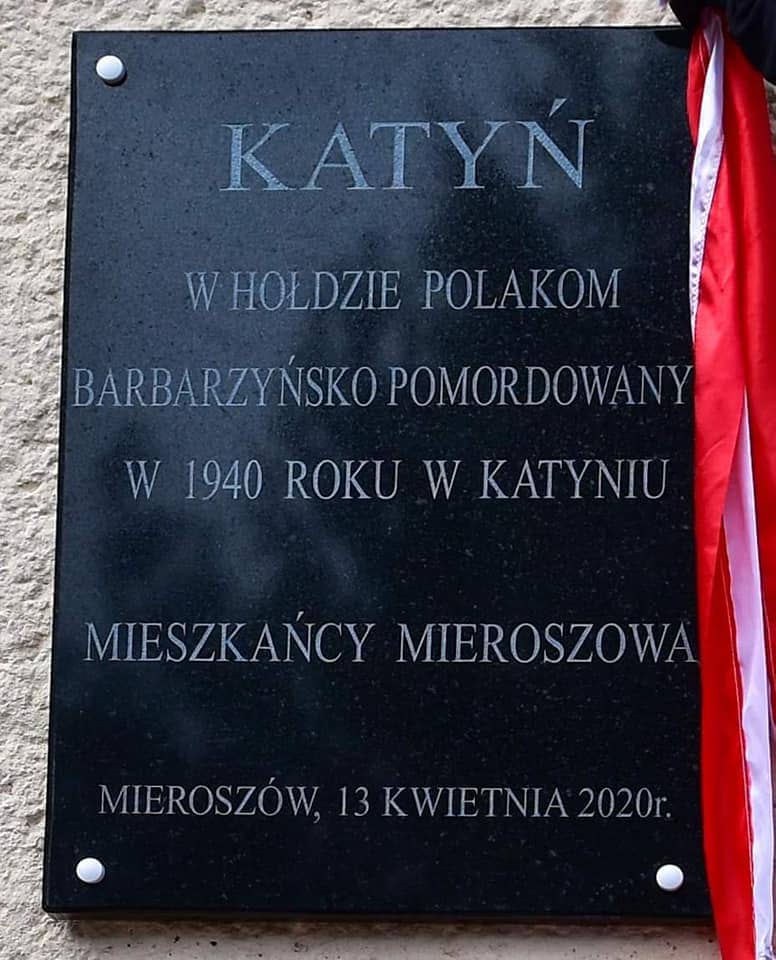 KATYŃ
W HOŁDZIE POLAKOM
BARBARZYŃSKO POMORDOWANY
W 1940 ROKU W KATYNIU
MIESZKAŃCY MIEROSZOWA
MIEROSZÓW, 13 KWIETNIA 2020r.